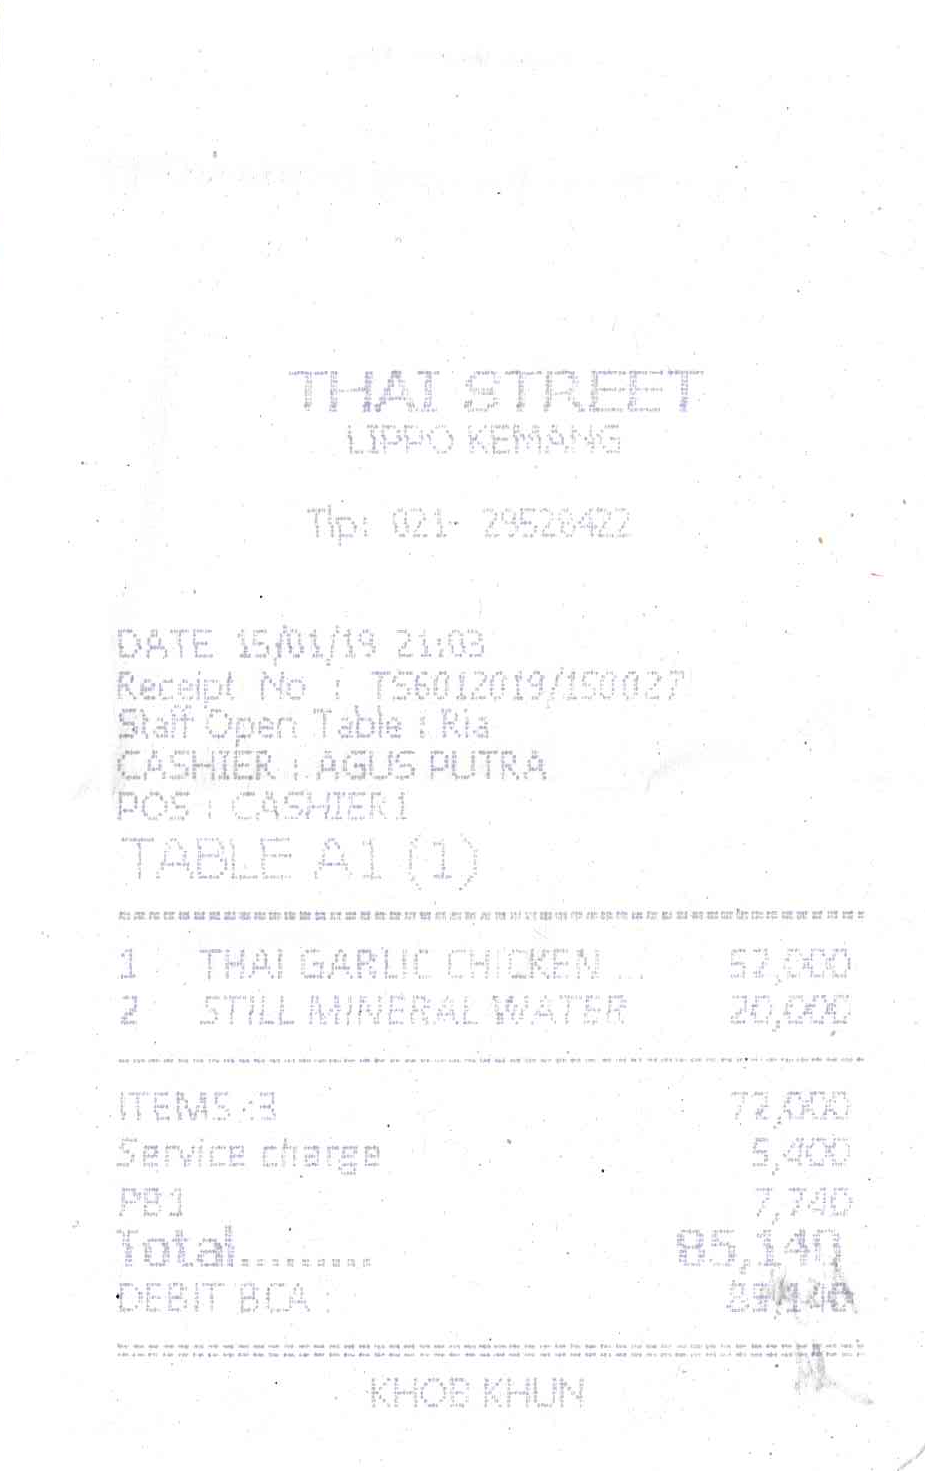 THAI STREET
LIPPO KEMANG
Tlp: 021- 29528422
DATE 15/01/19 21:03
Receipt No : TS6012019/150027
Staff Open Table : Ria
CASHIER : AGUS PUTRA
POS : CASHIER1
TABLE A1 (1)
1 THAI GARLIC CHICKEN ...  52,000
2 STILL MINERAL WATER 20,000
ITEMS :3 72,000
Service charge 5,400
PB1 7,740
Total.......... 85,140
DEBIT BCA : 85,140
KHOB KHUN